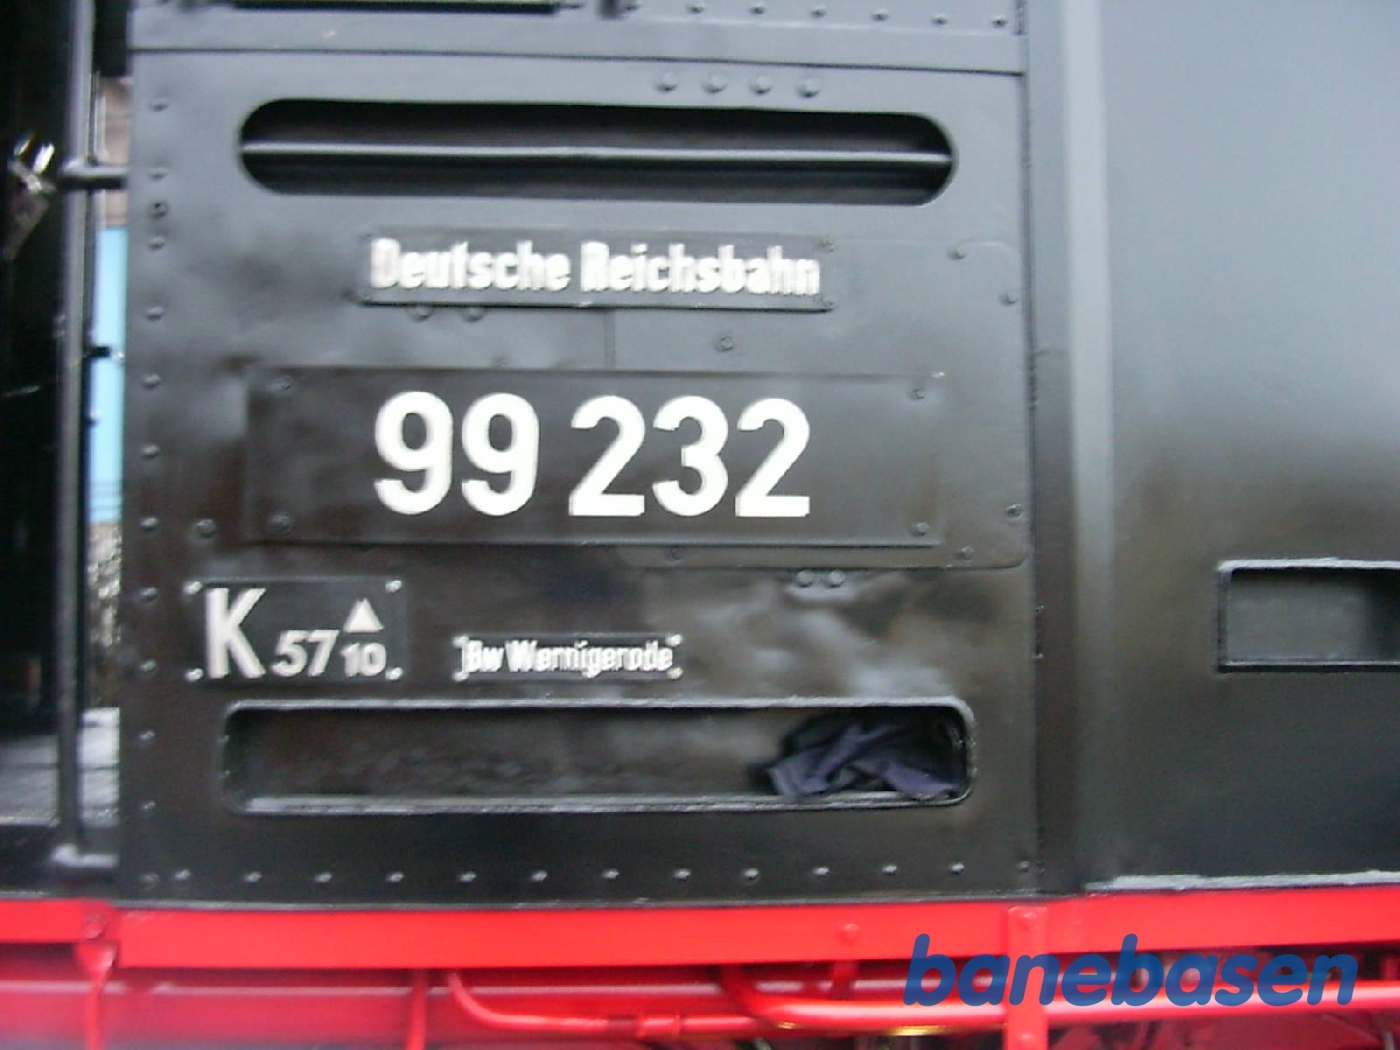 Deutsche Reichsbahn
99 232
K 57 10
Bw Wernigerode
banebasen